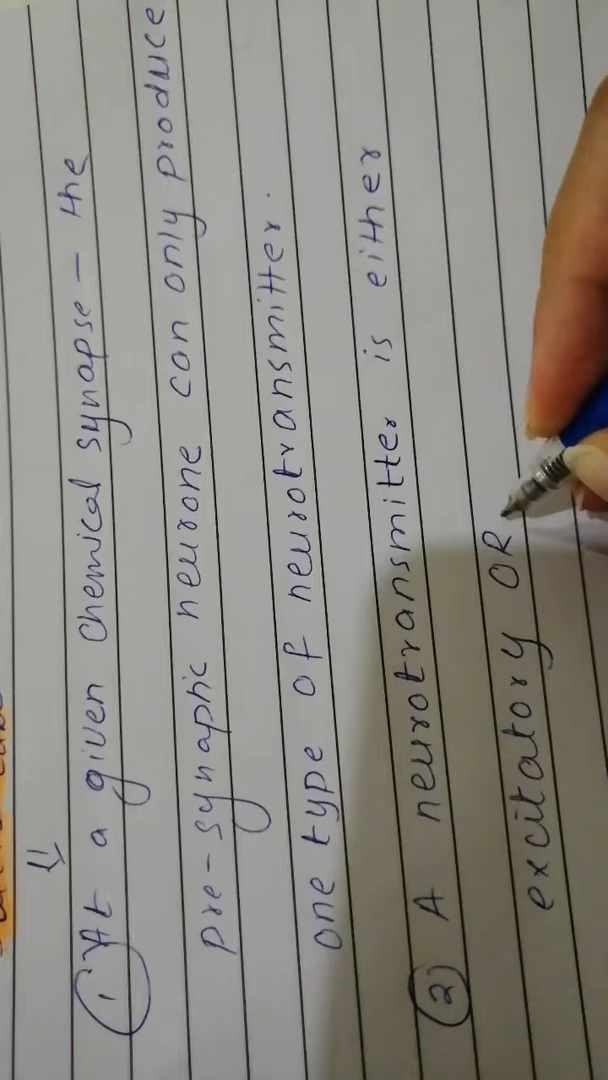 ① At a given chemical synapse – the
pre-synaptic neurone can only produce
one type of neurotransmitter.
② A neurotransmitter is either
excitatory OR